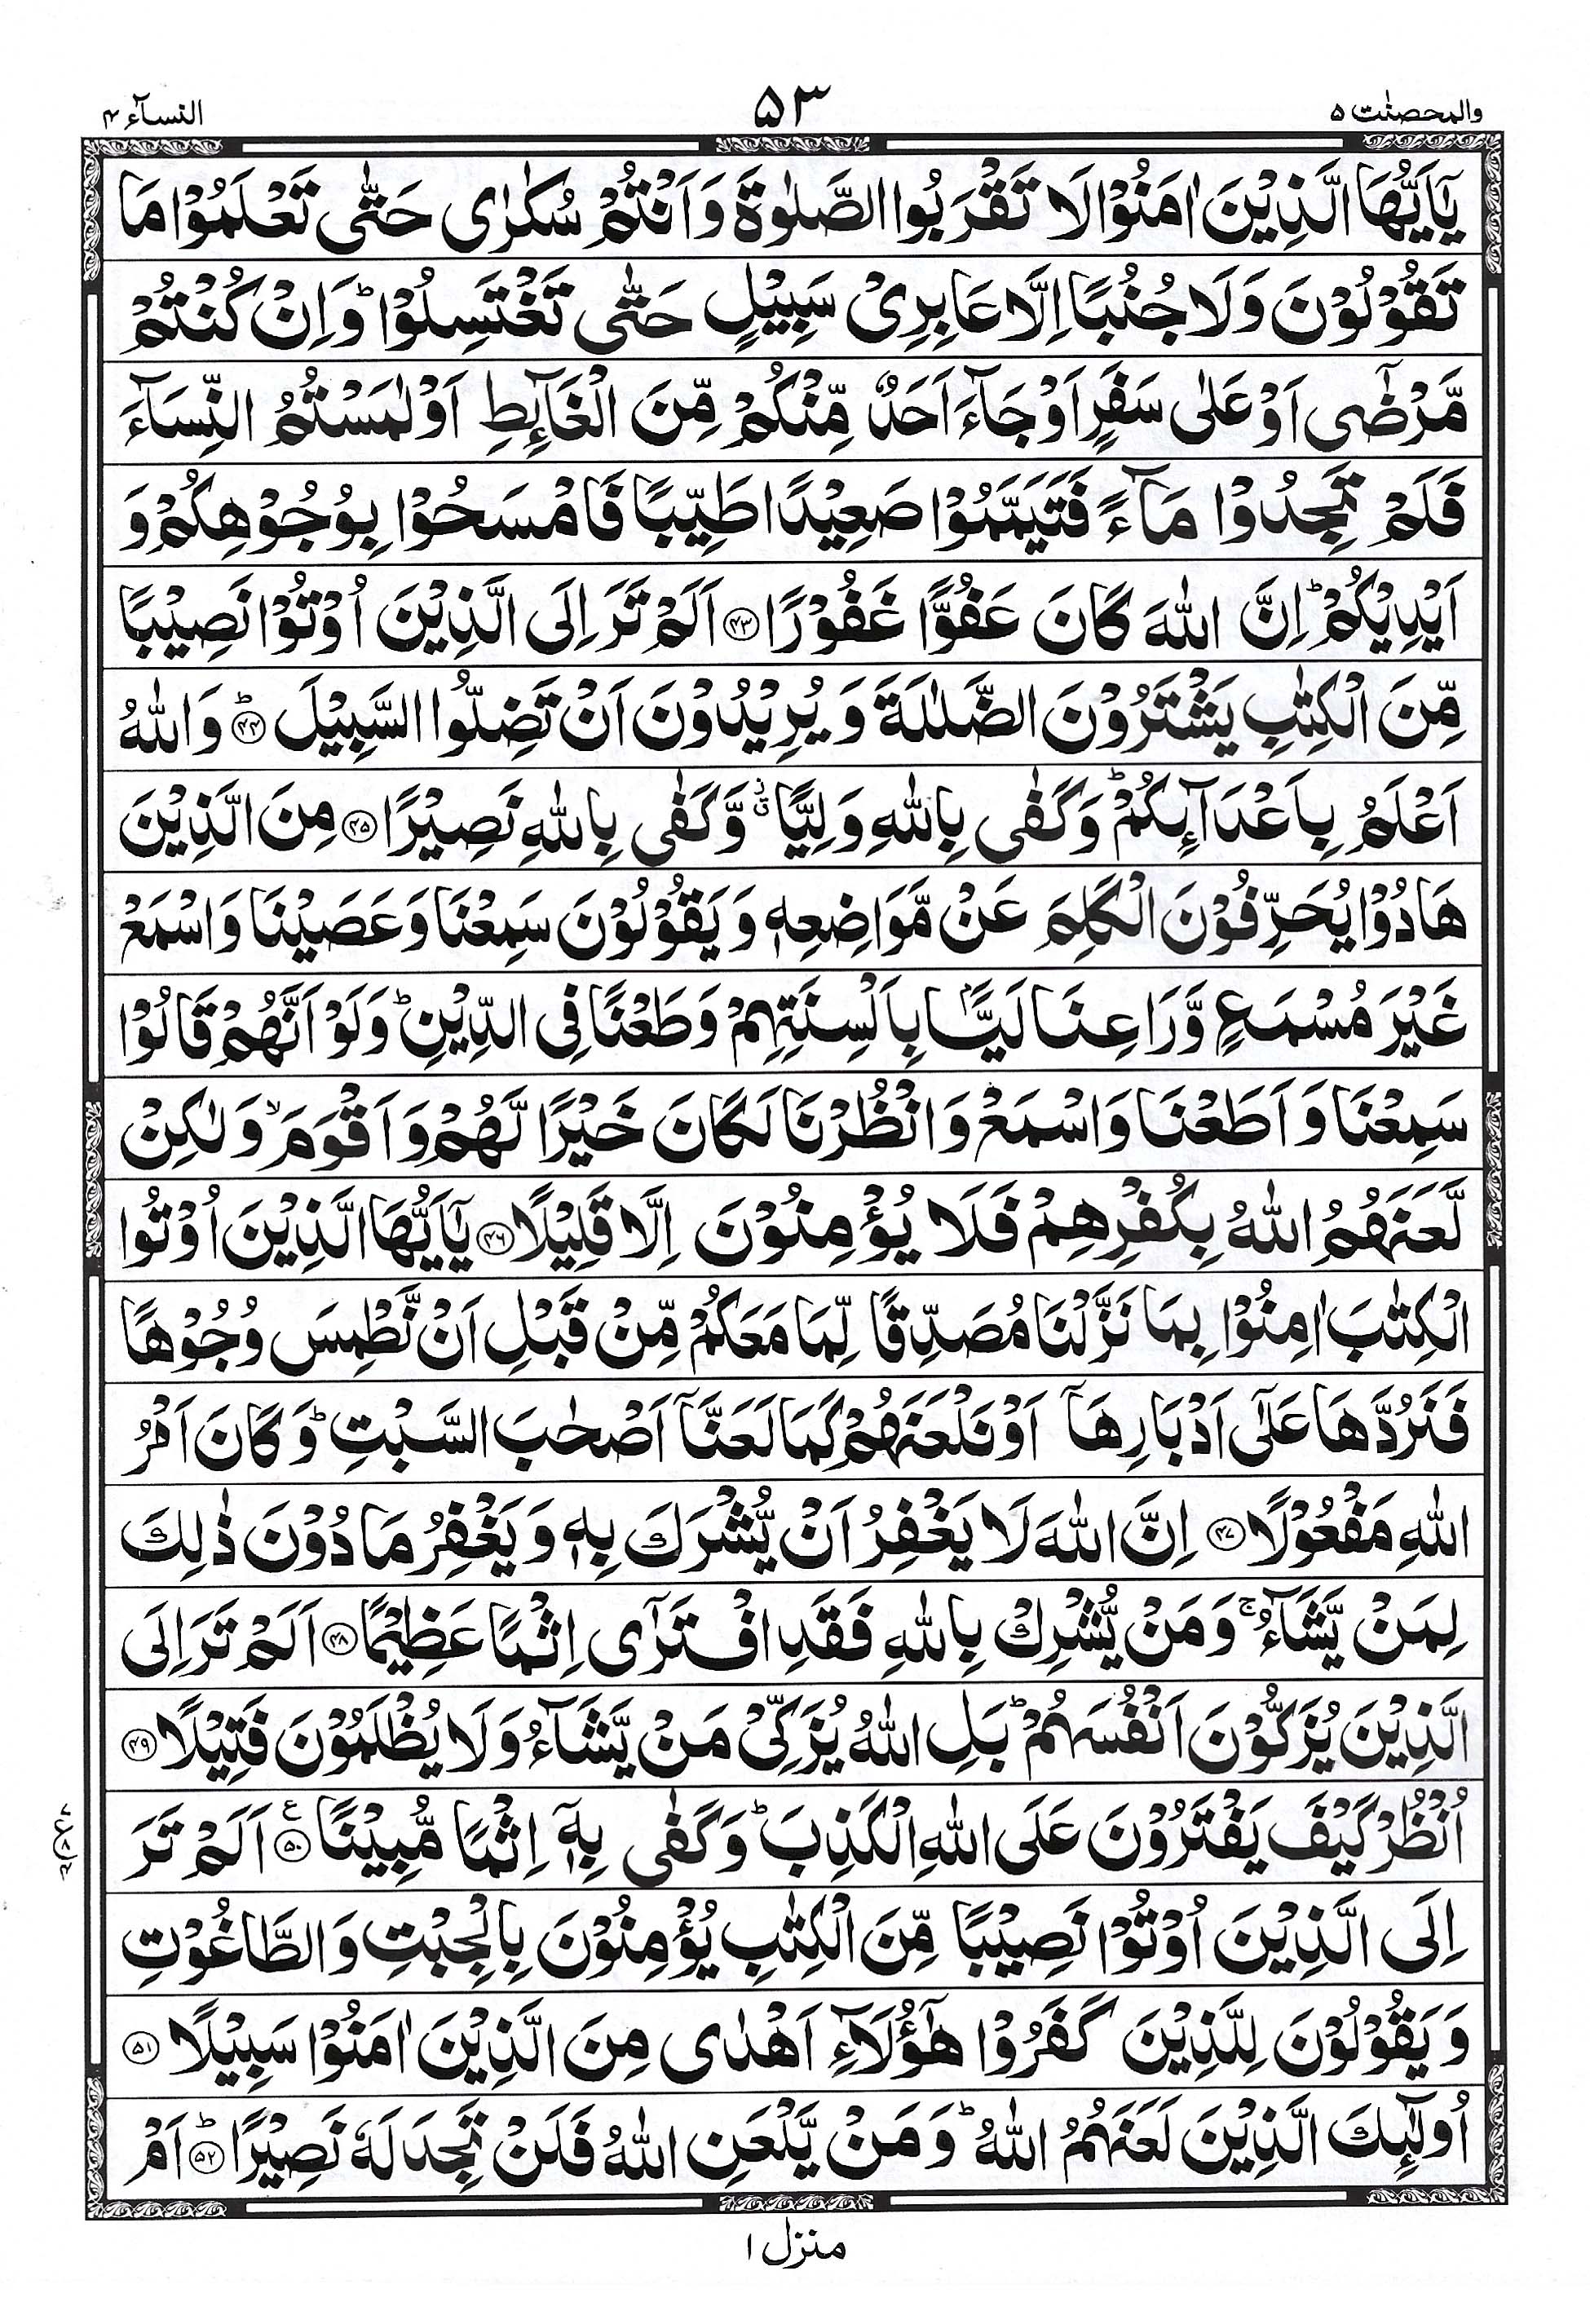 والمحصنٰت ۵
۵۳
النسآء ۴
يٰۤاَيُّهَا الَّذِيْنَ اٰمَنُوْا لَا تَقْرَبُوا الصَّلٰوةَ وَاَنْتُمْ سُكٰرٰى حَتّٰى تَعْلَمُوْا مَا
تَقُوْلُوْنَ وَلَا جُنُبًا اِلَّا عَابِرِىْ سَبِيْلٍ حَتّٰى تَغْتَسِلُوْا ؕ وَاِنْ كُنْتُمْ
مَّرْضٰۤى اَوْ عَلٰى سَفَرٍ اَوْ جَآءَ اَحَدٌ مِّنْكُمْ مِّنَ الْغَآئِطِ اَوْ لٰمَسْتُمُ النِّسَآءَ
فَلَمْ تَجِدُوْا مَآءً فَتَيَمَّمُوْا صَعِيْدًا طَيِّبًا فَامْسَحُوْا بِوُجُوْهِكُمْ وَ
اَيْدِيْكُمْ ؕ اِنَّ اللّٰهَ كَانَ عَفُوًّا غَفُوْرًا ﴿۴۳﴾ اَلَمْ تَرَ اِلَى الَّذِيْنَ اُوْتُوْا نَصِيْبًا
مِّنَ الْكِتٰبِ يَشْتَرُوْنَ الضَّلٰلَةَ وَيُرِيْدُوْنَ اَنْ تَضِلُّوا السَّبِيْلَ ؕ﴿۴۴﴾ وَاللّٰهُ
اَعْلَمُ بِاَعْدَآئِكُمْ ؕ وَكَفٰى بِاللّٰهِ وَلِيًّا ۗۙ وَّكَفٰى بِاللّٰهِ نَصِيْرًا ﴿۴۵﴾ مِنَ الَّذِيْنَ
هَادُوْا يُحَرِّفُوْنَ الْكَلِمَ عَنْ مَّوَاضِعِهٖ وَيَقُوْلُوْنَ سَمِعْنَا وَعَصَيْنَا وَاسْمَعْ
غَيْرَ مُسْمَعٍ وَّرَاعِنَا لَيًّۢا بِاَلْسِنَتِهِمْ وَطَعْنًا فِى الدِّيْنِ ؕ وَلَوْ اَنَّهُمْ قَالُوْا
سَمِعْنَا وَاَطَعْنَا وَاسْمَعْ وَانْظُرْنَا لَكَانَ خَيْرًا لَّهُمْ وَاَقْوَمَ ۙ وَلٰكِنْ
لَّعَنَهُمُ اللّٰهُ بِكُفْرِهِمْ فَلَا يُؤْمِنُوْنَ اِلَّا قَلِيْلًا ﴿۴۶﴾ يٰۤاَيُّهَا الَّذِيْنَ اُوْتُوا
الْكِتٰبَ اٰمِنُوْا بِمَا نَزَّلْنَا مُصَدِّقًا لِّمَا مَعَكُمْ مِّنْ قَبْلِ اَنْ نَّطْمِسَ وُجُوْهًا
فَنَرُدَّهَا عَلٰۤى اَدْبَارِهَاۤ اَوْ نَلْعَنَهُمْ كَمَا لَعَنَّاۤ اَصْحٰبَ السَّبْتِ ؕ وَكَانَ اَمْرُ
اللّٰهِ مَفْعُوْلًا ﴿۴۷﴾ اِنَّ اللّٰهَ لَا يَغْفِرُ اَنْ يُّشْرَكَ بِهٖ وَيَغْفِرُ مَا دُوْنَ ذٰلِكَ
لِمَنْ يَّشَآءُ ۚ وَمَنْ يُّشْرِكْ بِاللّٰهِ فَقَدِ افْتَرٰۤى اِثْمًا عَظِيْمًا ﴿۴۸﴾ اَلَمْ تَرَ اِلَى
الَّذِيْنَ يُزَكُّوْنَ اَنْفُسَهُمْ ؕ بَلِ اللّٰهُ يُزَكِّىْ مَنْ يَّشَآءُ وَلَا يُظْلَمُوْنَ فَتِيْلًا ﴿۴۹﴾
اُنْظُرْ كَيْفَ يَفْتَرُوْنَ عَلَى اللّٰهِ الْكَذِبَ ؕ وَكَفٰى بِهٖۤ اِثْمًا مُّبِيْنًا ﴿۵۰﴾ ع اَلَمْ تَرَ
اِلَى الَّذِيْنَ اُوْتُوْا نَصِيْبًا مِّنَ الْكِتٰبِ يُؤْمِنُوْنَ بِالْجِبْتِ وَالطَّاغُوْتِ
وَيَقُوْلُوْنَ لِلَّذِيْنَ كَفَرُوْا هٰۤؤُلَآءِ اَهْدٰى مِنَ الَّذِيْنَ اٰمَنُوْا سَبِيْلًا ﴿۵۱﴾
اُولٰٓئِكَ الَّذِيْنَ لَعَنَهُمُ اللّٰهُ ؕ وَمَنْ يَّلْعَنِ اللّٰهُ فَلَنْ تَجِدَ لَهٗ نَصِيْرًا ؕ﴿۵۲﴾ اَمْ
منزل ۱